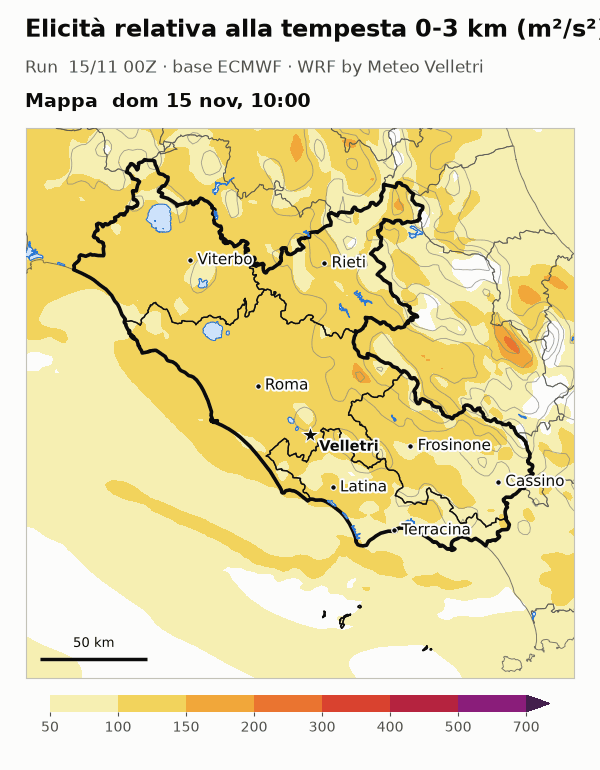 Elicità relativa alla tempesta 0-3 km (m²/s²)
Run 15/11 00Z · base ECMWF · WRF by Meteo Velletri
Mappa dom 15 nov, 10:00
Viterbo
Rieti
Roma
Velletri
Frosinone
Cassino
Latina
Terracina
50 km
50 100 150 200 300 400 500 700